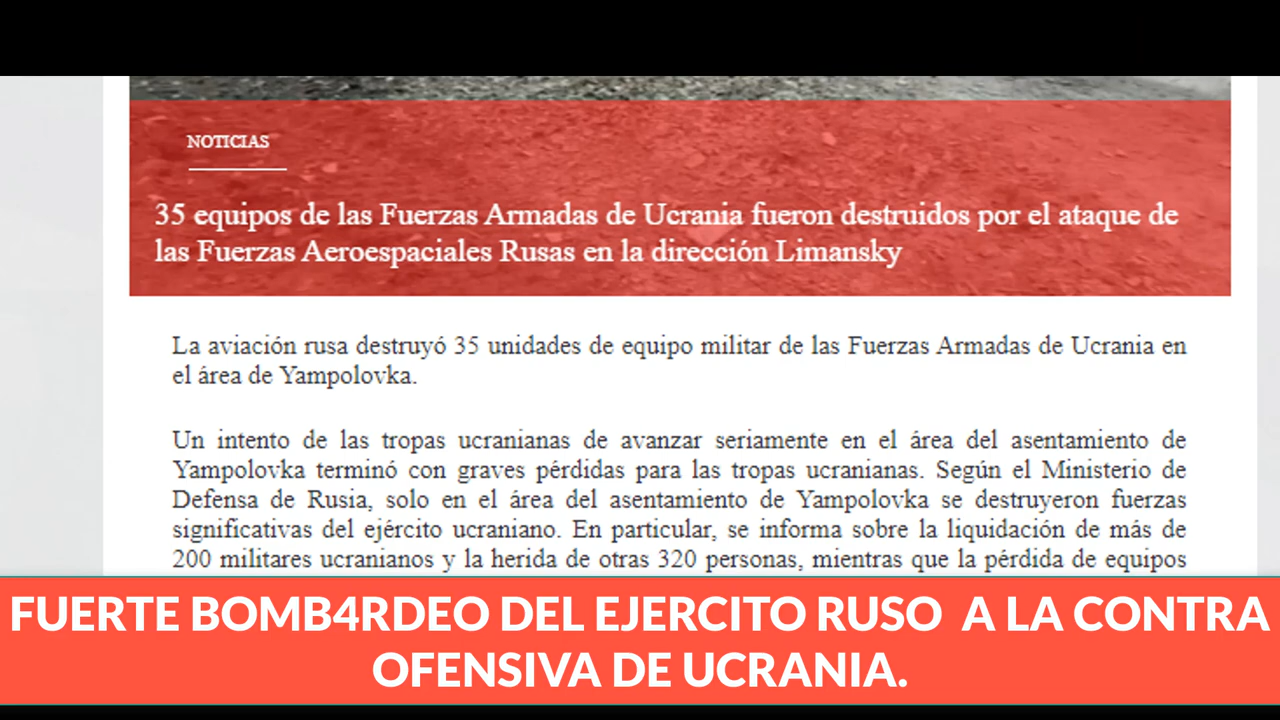 NOTICIAS
35 equipos de las Fuerzas Armadas de Ucrania fueron destruidos por el ataque de
las Fuerzas Aeroespaciales Rusas en la dirección Limansky
La aviación rusa destruyó 35 unidades de equipo militar de las Fuerzas Armadas de Ucrania en
el área de Yampolovka.
Un intento de las tropas ucranianas de avanzar seriamente en el área del asentamiento de
Yampolovka terminó con graves pérdidas para las tropas ucranianas. Según el Ministerio de
Defensa de Rusia, solo en el área del asentamiento de Yampolovka se destruyeron fuerzas
significativas del ejército ucraniano. En particular, se informa sobre la liquidación de más de
200 militares ucranianos y la herida de otras 320 personas, mientras que la pérdida de equipos
FUERTE BOMB4RDEO DEL EJERCITO RUSO A LA CONTRA
OFENSIVA DE UCRANIA.